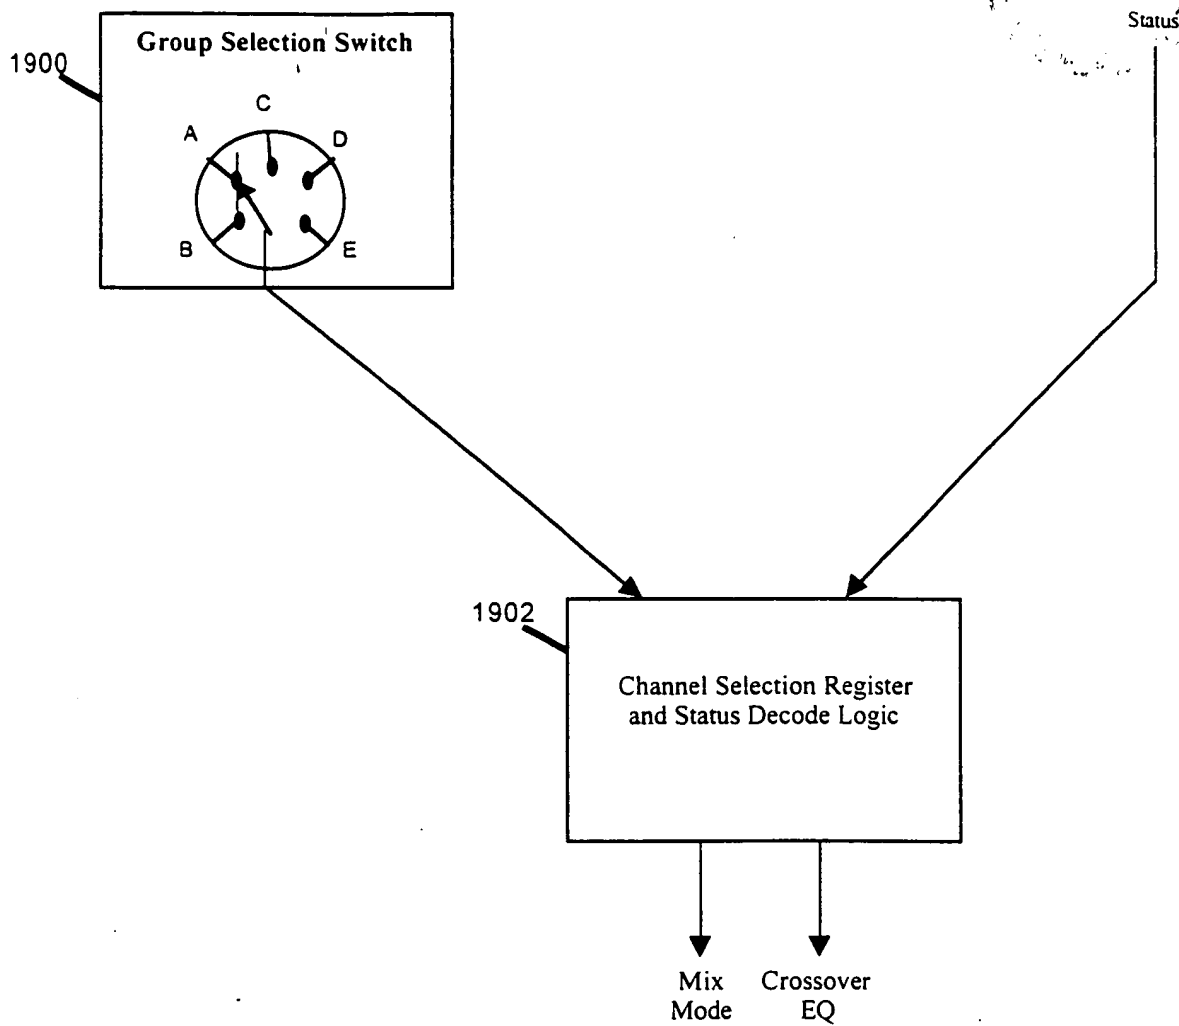 Status
Group Selection Switch
1900
C
A
D
B
E
1902
Channel Selection Register
and Status Decode Logic
Mix Crossover
Mode EQ